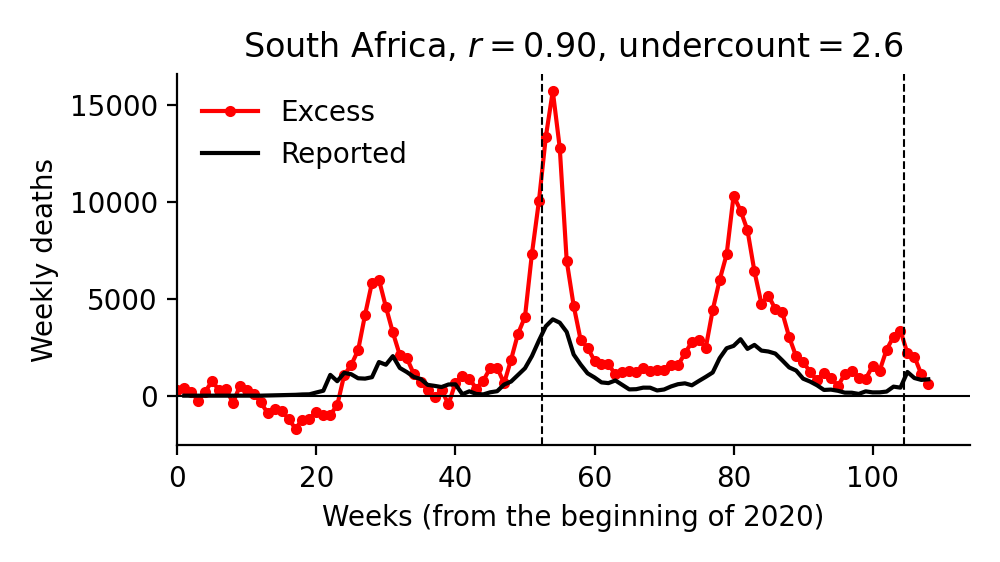 South Africa, r = 0.90, undercount = 2.6
Excess
Reported
Weekly deaths
15000
10000
5000
0
0 20 40 60 80 100
Weeks (from the beginning of 2020)